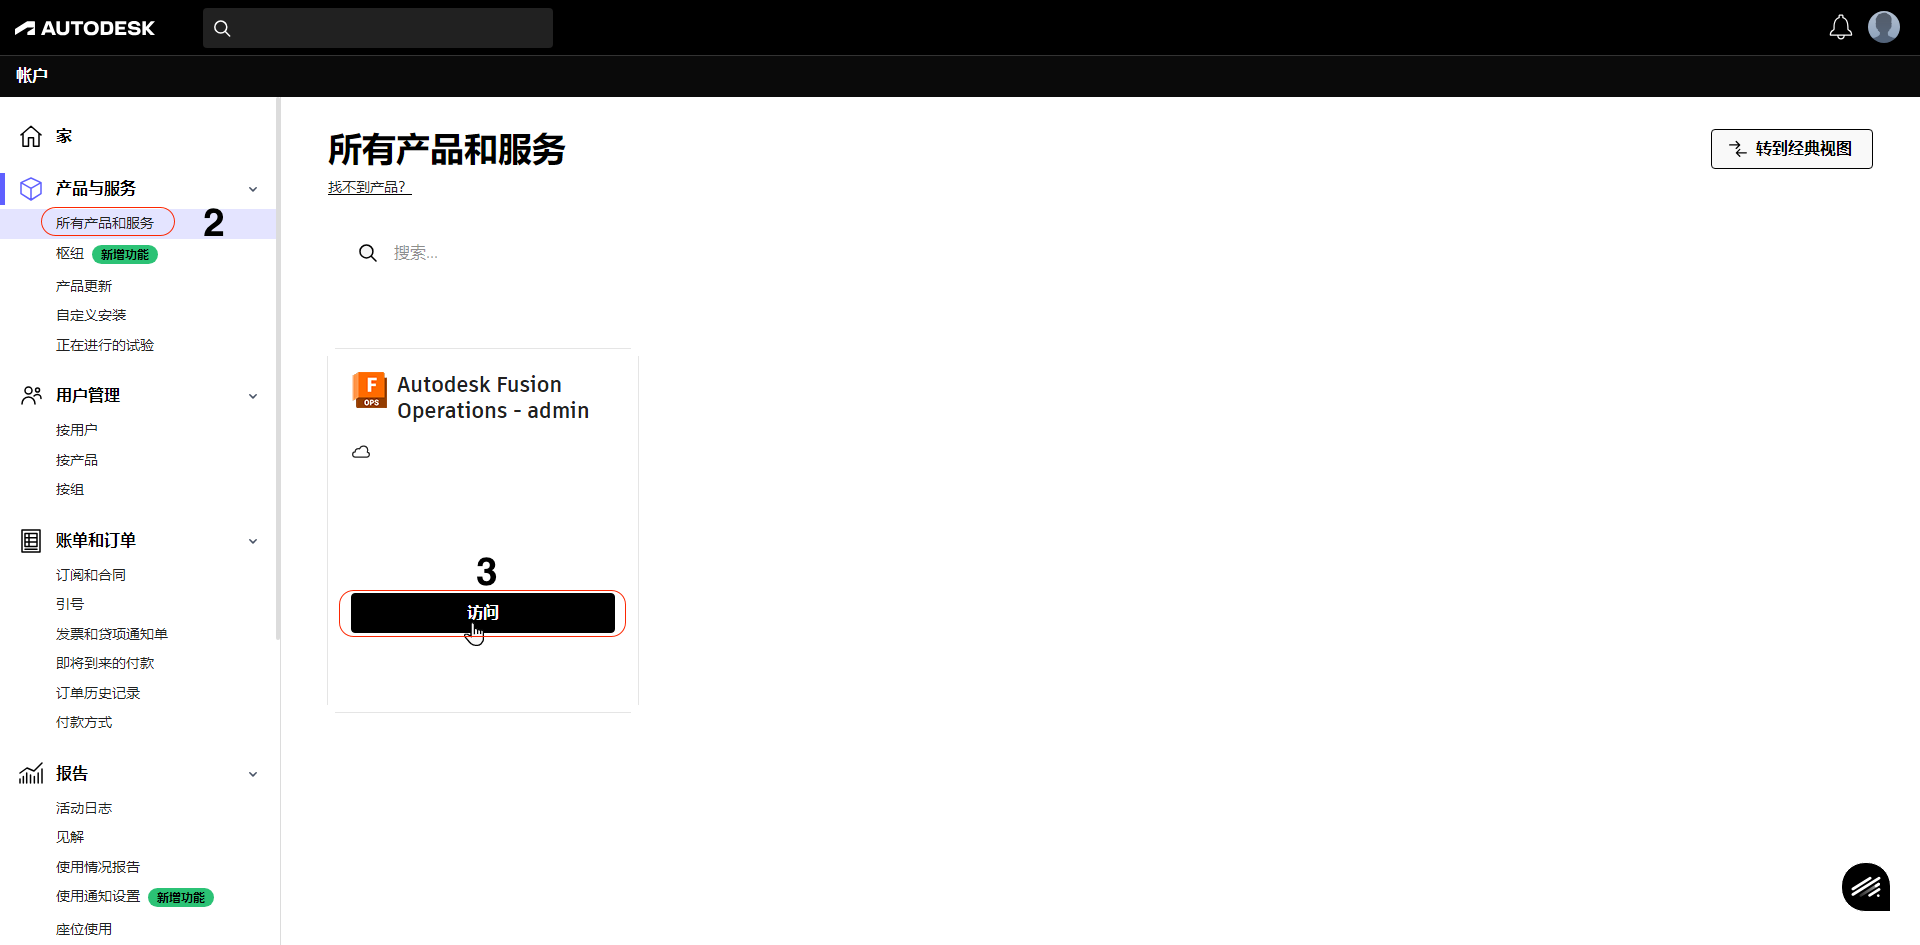 AUTODESK
帐户
家
产品与服务
所有产品和服务
2
枢纽 新增功能
产品更新
自定义安装
正在进行的试验
用户管理
按用户
按产品
按组
账单和订单
订阅和合同
引号
发票和贷项通知单
即将到来的付款
订单历史记录
付款方式
报告
活动日志
见解
使用情况报告
使用通知设置 新增功能
座位使用
所有产品和服务
转到经典视图
找不到产品？
搜索...
F
OPS
Autodesk Fusion
Operations - admin
3
访问